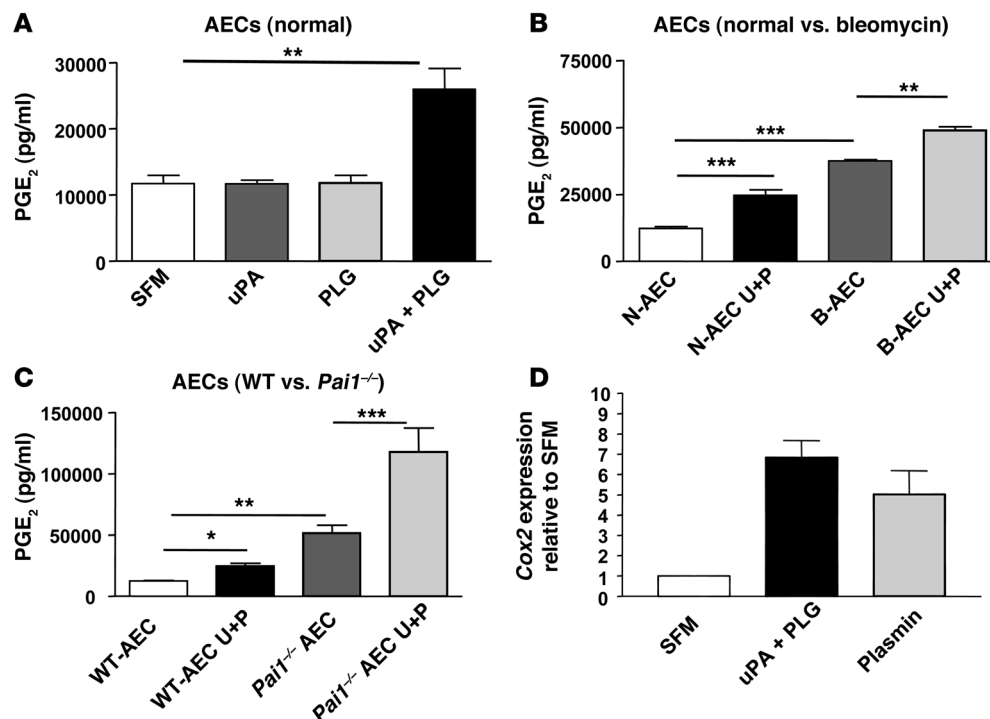 A
AECs (normal)
PGE2 (pg/ml)
30000
20000
10000
0
**
SFM
uPA
PLG
uPA + PLG
B
AECs (normal vs. bleomycin)
PGE2 (pg/ml)
75000
50000
25000
0
***
***
**
N-AEC
N-AEC U+P
B-AEC
B-AEC U+P
C
AECs (WT vs. Pai1–/–)
PGE2 (pg/ml)
150000
100000
50000
0
*
**
***
WT-AEC
WT-AEC U+P
Pai1–/– AEC
Pai1–/– AEC U+P
D
Cox2 expression
relative to SFM
10
9
8
7
6
5
4
3
2
1
0
SFM
uPA + PLG
Plasmin